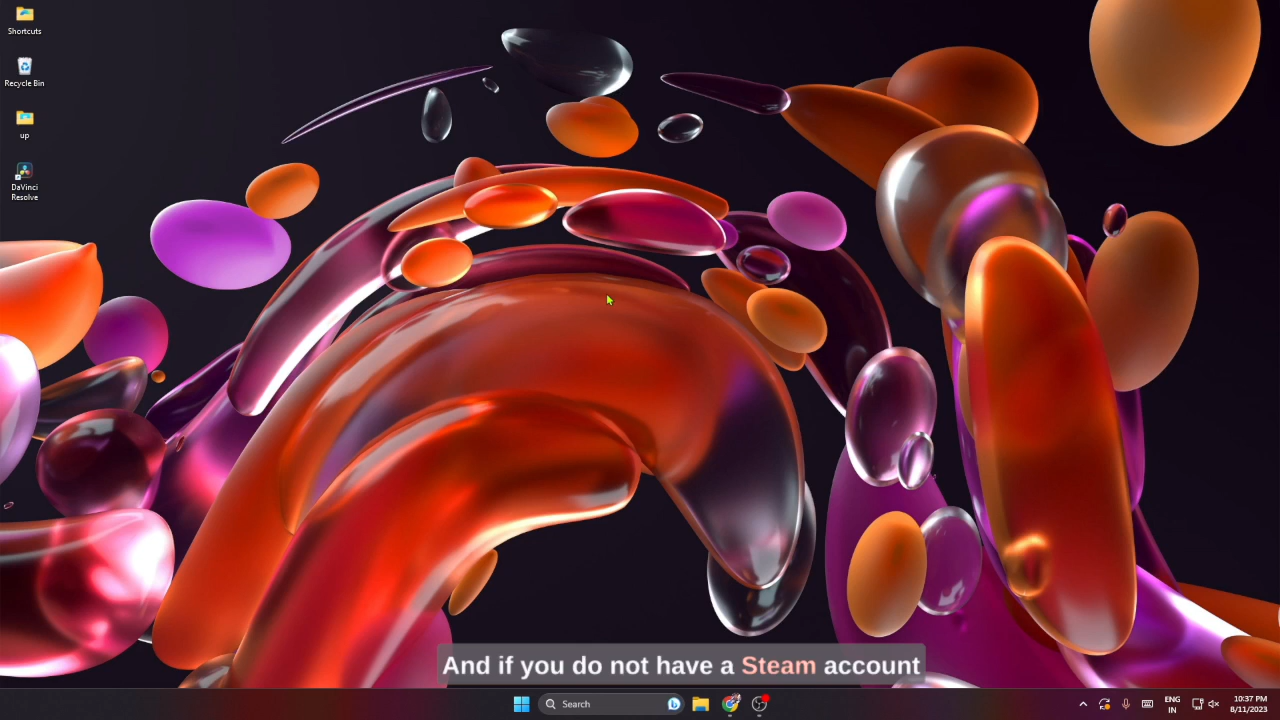 Shortcuts
Recycle Bin
up
DaVinci
Resolve
And if you do not have a Steam account
Search
ENG
IN
10:37 PM
8/11/2023